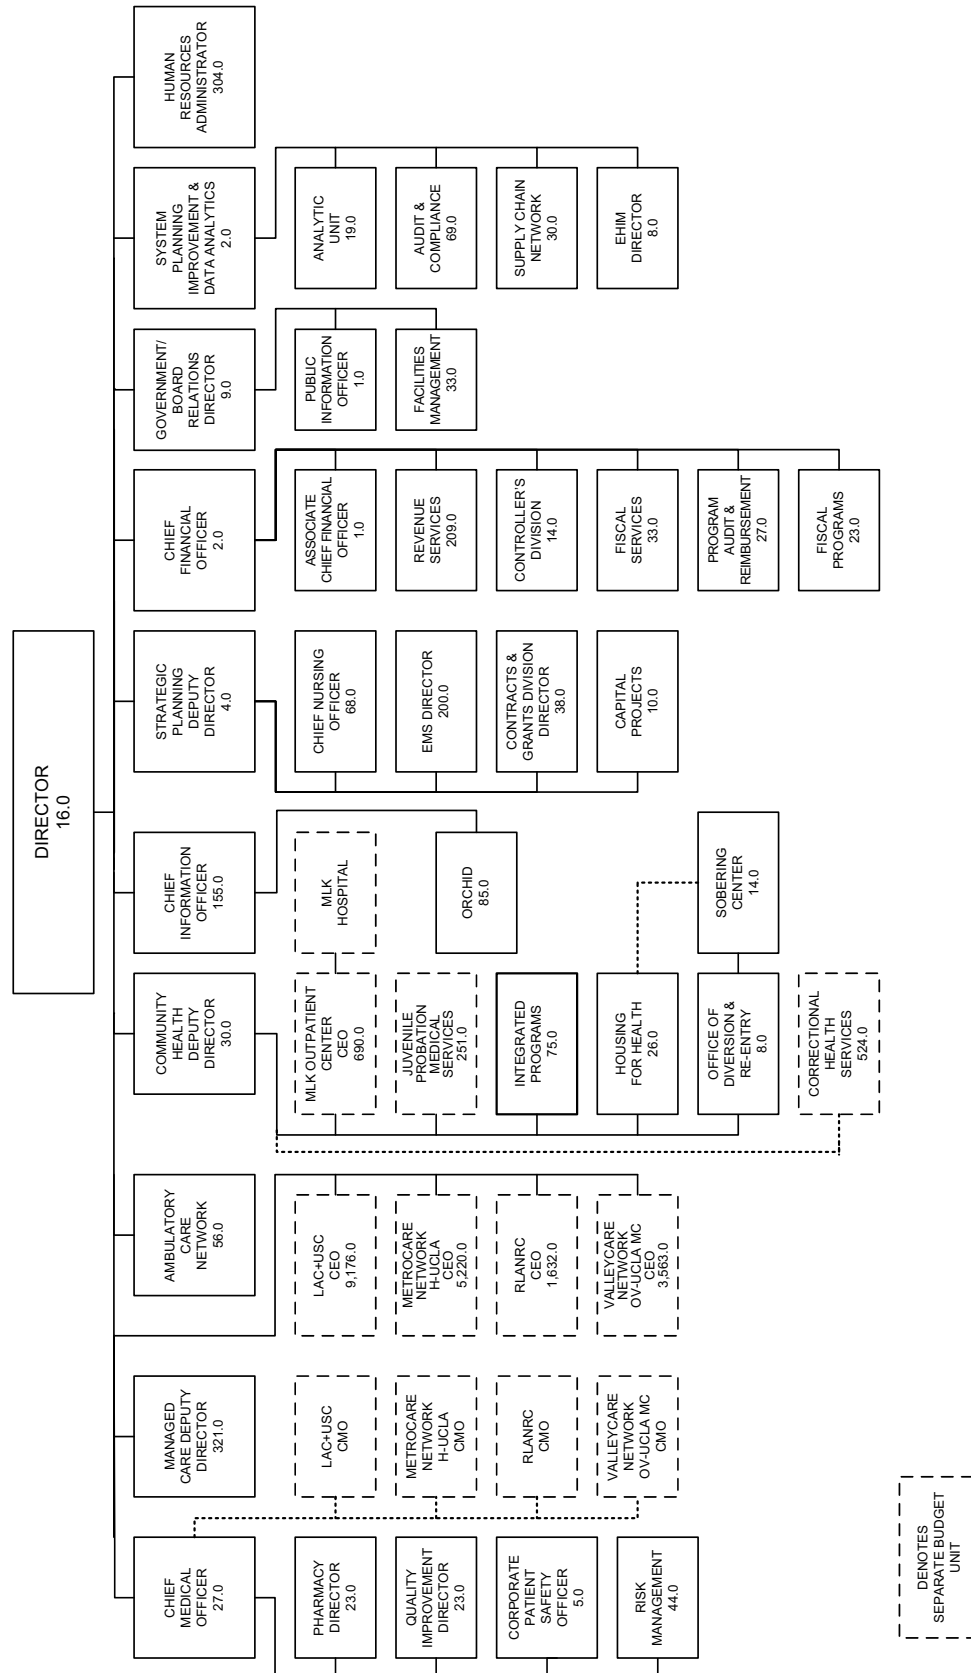 DIRECTOR
16.0
CHIEF
MEDICAL
OFFICER
27.0
MANAGED
CARE DEPUTY
DIRECTOR
321.0
AMBULATORY
CARE
NETWORK
56.0
COMMUNITY
HEALTH
DEPUTY
DIRECTOR
30.0
CHIEF
INFORMATION
OFFICER
155.0
STRATEGIC
PLANNING
DEPUTY
DIRECTOR
4.0
CHIEF
FINANCIAL
OFFICER
2.0
GOVERNMENT/
BOARD
RELATIONS
DIRECTOR
9.0
SYSTEM
PLANNING
IMPROVEMENT &
DATA ANALYTICS
2.0
HUMAN
RESOURCES
ADMINISTRATOR
304.0
PHARMACY
DIRECTOR
23.0
QUALITY
IMPROVEMENT
DIRECTOR
23.0
CORPORATE
PATIENT
SAFETY
OFFICER
5.0
RISK
MANAGEMENT
44.0
LAC+USC
CMO
METROCARE
NETWORK
H-UCLA
CMO
RLANRC
CMO
VALLEYCARE
NETWORK
OV-UCLA MC
CMO
LAC+USC
CEO
9,176.0
METROCARE
NETWORK
H-UCLA
CEO
5,220.0
RLANRC
CEO
1,632.0
VALLEYCARE
NETWORK
OV-UCLA MC
CEO
3,563.0
MLK OUTPATIENT
CENTER
CEO
690.0
JUVENILE
PROBATION
MEDICAL
SERVICES
251.0
INTEGRATED
PROGRAMS
75.0
HOUSING
FOR HEALTH
26.0
OFFICE OF
DIVERSION &
RE-ENTRY
8.0
CORRECTIONAL
HEALTH
SERVICES
524.0
MLK
HOSPITAL
ORCHID
85.0
SOBERING
CENTER
14.0
CHIEF NURSING
OFFICER
68.0
EMS DIRECTOR
200.0
CONTRACTS &
GRANTS DIVISION
DIRECTOR
38.0
CAPITAL
PROJECTS
10.0
ASSOCIATE
CHIEF FINANCIAL
OFFICER
1.0
REVENUE
SERVICES
209.0
CONTROLLER'S
DIVISION
14.0
FISCAL
SERVICES
33.0
PROGRAM
AUDIT &
REIMBURSEMENT
27.0
FISCAL
PROGRAMS
23.0
PUBLIC
INFORMATION
OFFICER
1.0
FACILITIES
MANAGEMENT
33.0
ANALYTIC
UNIT
19.0
AUDIT &
COMPLIANCE
69.0
SUPPLY CHAIN
NETWORK
30.0
EHIM
DIRECTOR
8.0
DENOTES
SEPARATE BUDGET
UNIT